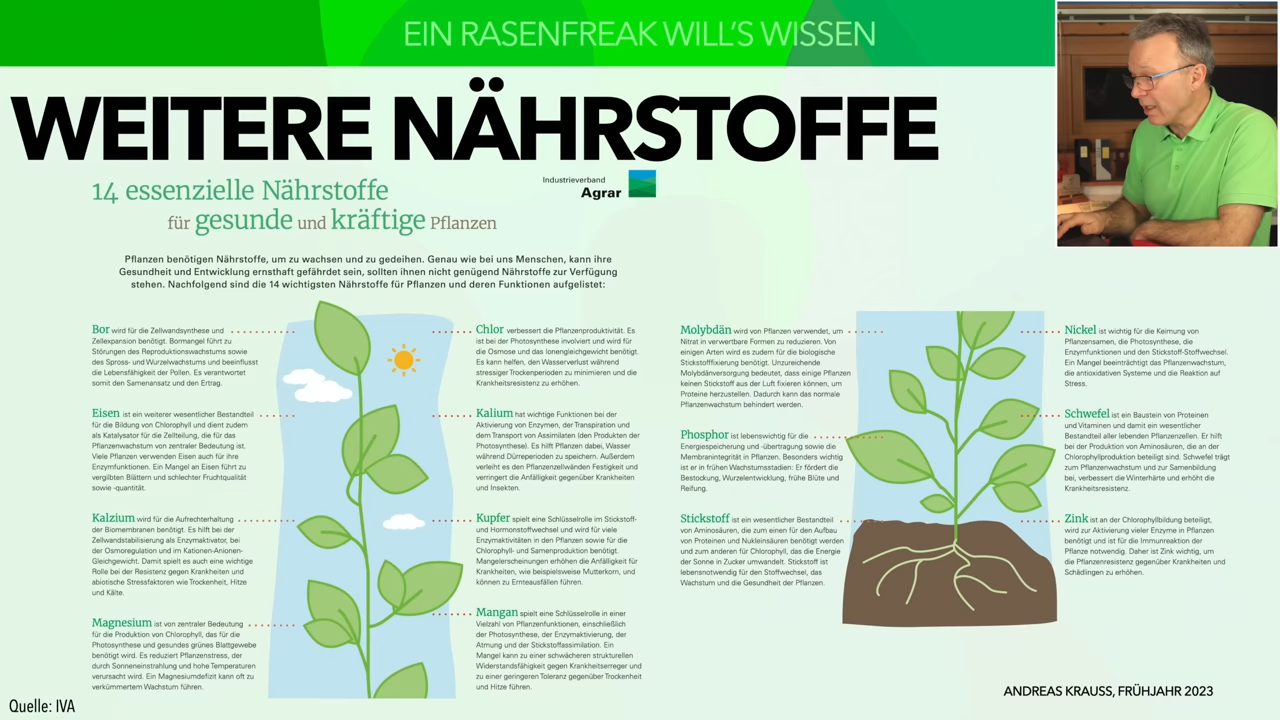 EIN RASENFREAK WILL'S WISSEN
WEITERE NÄHRSTOFFE
14 essenzielle Nährstoffe
für gesunde und kräftige Pflanzen
Industrieverband
Agrar
Pflanzen benötigen Nährstoffe, um zu wachsen und zu gedeihen. Genau wie bei uns Menschen, kann ihre
Gesundheit und Entwicklung ernsthaft gefährdet sein, sollten ihnen nicht genügend Nährstoffe zur Verfügung
stehen. Nachfolgend sind die 14 wichtigsten Nährstoffe für Pflanzen und deren Funktionen aufgelistet:
Bor wird für die Zellwandsynthese und
Zellexpansion benötigt. Bormangel führt zu
Störungen des Reproduktionswachstums sowie
des Spross- und Wurzelwachstums und beeinflusst
die Lebensfähigkeit der Pollen. Es verantwortet
somit den Samenansatz und den Ertrag.
Eisen ist ein weiterer wesentlicher Bestandteil
für die Bildung von Chlorophyll und dient zudem
als Katalysator für die Zellteilung, die für das
Pflanzenwachstum von zentraler Bedeutung ist.
Viele Pflanzen verwenden Eisen auch für ihre
Enzymfunktionen. Ein Mangel an Eisen führt zu
vergilbten Blättern und schlechter Fruchtqualität
sowie -quantität.
Kalzium wird für die Aufrechterhaltung
der Biomembranen benötigt. Es hilft bei der
Zellwandstabilisierung als Enzymaktivator, bei
der Osmoregulation und im Kationen-Anionen-
Gleichgewicht. Damit spielt es auch eine wichtige
Rolle bei der Resistenz gegen Krankheiten und
abiotische Stressfaktoren wie Trockenheit, Hitze
und Kälte.
Magnesium ist von zentraler Bedeutung
für die Produktion von Chlorophyll, das für die
Photosynthese und gesundes grünes Blattgewebe
benötigt wird. Es reduziert Pflanzenstress, der
durch Sonneneinstrahlung und hohe Temperaturen
verursacht wird. Ein Magnesiumdefizit kann oft zu
verkümmertem Wachstum führen.
Chlor verbessert die Pflanzenproduktivität. Es
ist bei der Photosynthese involviert und wird für
die Osmose und das Ionengleichgewicht benötigt.
Es kann helfen, den Wasserverlust während
stressiger Trockenperioden zu minimieren und die
Krankheitsresistenz zu erhöhen.
Kalium hat wichtige Funktionen bei der
Aktivierung von Enzymen, der Transpiration und
dem Transport von Assimilaten (den Produkten der
Photosynthese). Es hilft Pflanzen dabei, Wasser
während Dürreperioden zu speichern. Außerdem
verleiht es den Pflanzenzellwänden Festigkeit und
verringert die Anfälligkeit gegenüber Krankheiten
und Insekten.
Kupfer spielt eine Schlüsselrolle im Stickstoff-
und Hormonstoffwechsel und wird für viele
Enzymaktivitäten in den Pflanzen sowie für die
Chlorophyll- und Samenproduktion benötigt.
Mangelerscheinungen erhöhen die Anfälligkeit für
Krankheiten, wie beispielsweise Mutterkorn, und
können zu Ernteausfällen führen.
Mangan spielt eine Schlüsselrolle in einer
Vielzahl von Pflanzenfunktionen, einschließlich
der Photosynthese, der Enzymaktivierung, der
Atmung und der Stickstoffassimilation. Ein
Mangel kann zu einer schwächeren strukturellen
Widerstandsfähigkeit gegen Krankheitserreger und
zu einer geringeren Toleranz gegenüber Trockenheit
und Hitze führen.
Molybdän wird von Pflanzen verwendet, um
Nitrat in verwertbare Formen zu reduzieren. Von
einigen Arten wird es zudem für die biologische
Stickstofffixierung benötigt. Unzureichende
Molybdänversorgung bedeutet, dass einige Pflanzen
keinen Stickstoff aus der Luft fixieren können, um
Proteine herzustellen. Dadurch kann das normale
Pflanzenwachstum behindert werden.
Phosphor ist lebenswichtig für die
Energiespeicherung und -übertragung sowie die
Membranintegrität in Pflanzen. Besonders wichtig
ist er in frühen Wachstumsstadien: Er fördert die
Bestockung, Wurzelentwicklung, frühe Blüte und
Reifung.
Stickstoff ist ein wesentlicher Bestandteil
von Aminosäuren, die zum einen für den Aufbau
von Proteinen und Nukleinsäuren benötigt werden
und zum anderen für Chlorophyll, das die Energie
der Sonne in Zucker umwandelt. Stickstoff ist
lebensnotwendig für den Stoffwechsel, das
Wachstum und die Gesundheit der Pflanzen.
Nickel ist wichtig für die Keimung von
Pflanzensamen, die Photosynthese, die
Enzymfunktionen und den Stickstoff-Stoffwechsel.
Ein Mangel beeinträchtigt das Pflanzenwachstum,
die antioxidativen Systeme und die Reaktion auf
Stress.
Schwefel ist ein Baustein von Proteinen
und Vitaminen und damit ein wesentlicher
Bestandteil aller lebenden Pflanzenzellen. Er hilft
bei der Produktion von Aminosäuren, die an der
Chlorophyllproduktion beteiligt sind. Schwefel trägt
zum Pflanzenwachstum und zur Samenbildung
bei, verbessert die Winterhärte und erhöht die
Krankheitsresistenz.
Zink ist an der Chlorophyllbildung beteiligt,
wird zur Aktivierung vieler Enzyme in Pflanzen
benötigt und ist für die Immunreaktion der
Pflanze notwendig. Daher ist Zink wichtig, um
die Pflanzenresistenz gegenüber Krankheiten und
Schädlingen zu erhöhen.
Quelle: IVA
ANDREAS KRAUSS, FRÜHJAHR 2023